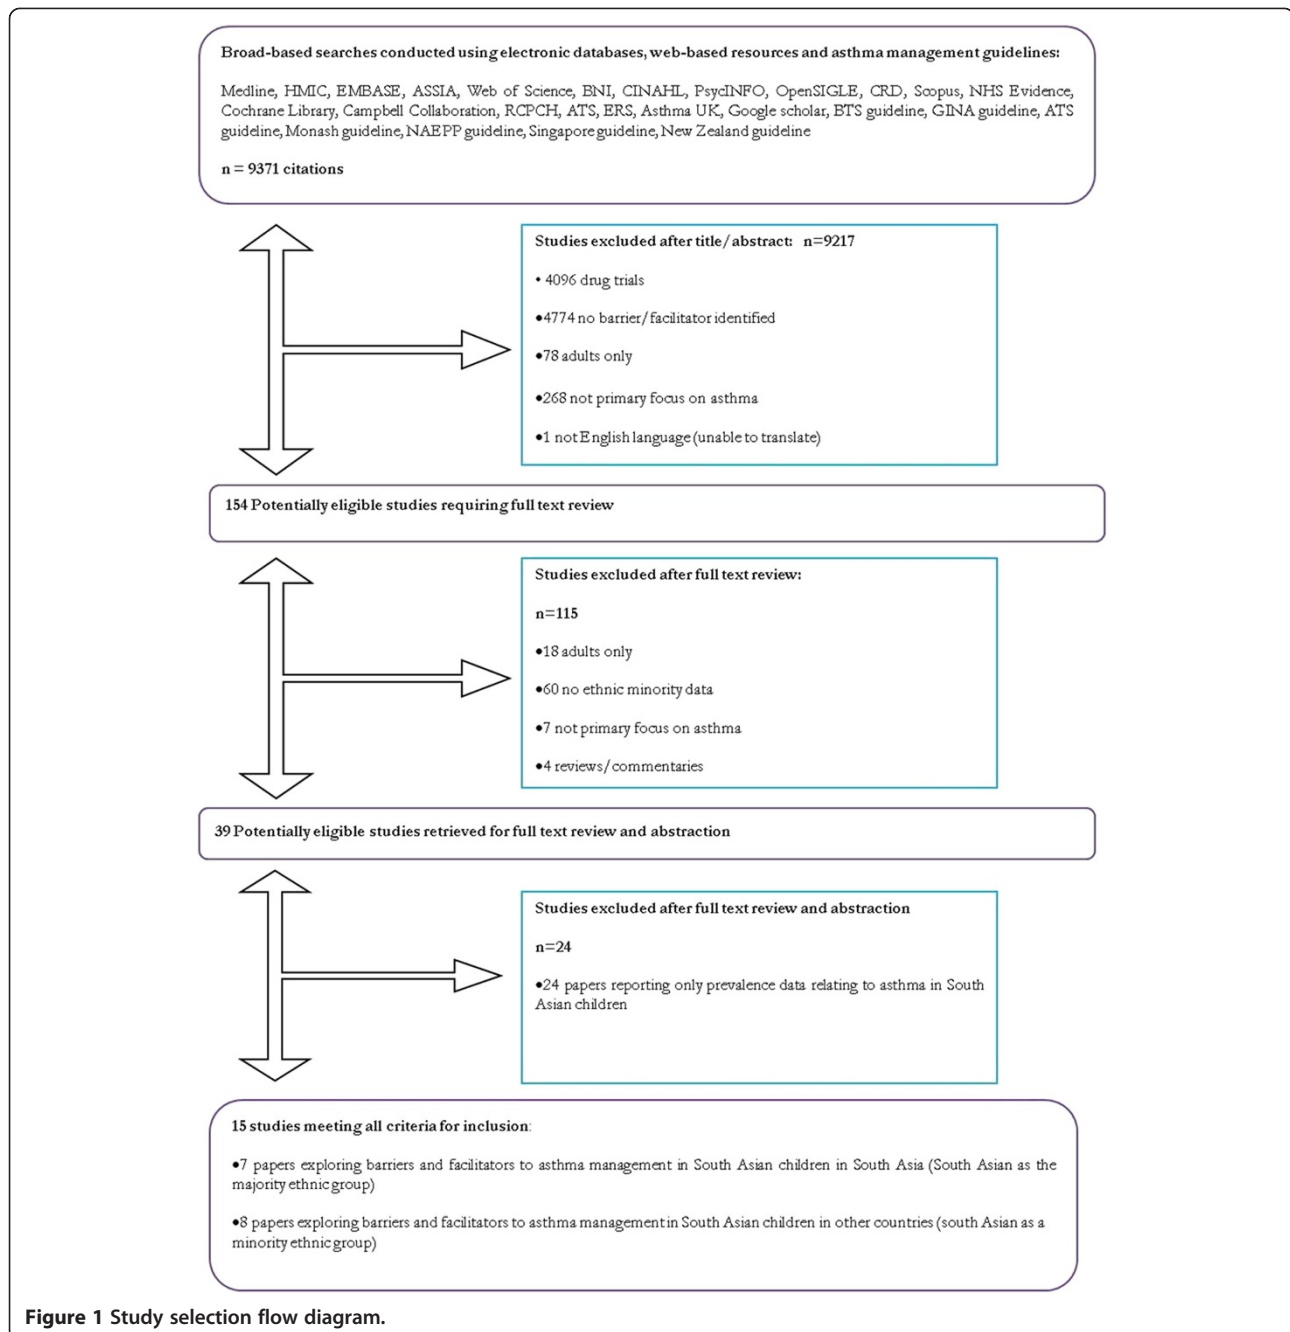 Broad-based searches conducted using electronic databases, web-based resources and asthma management guidelines:
Medline, HMIC, EMBASE, ASSIA, Web of Science, BNI, CINAHL, PsycINFO, OpenSIGLE, CRD, Scopus, NHS Evidence,
Cochrane Library, Campbell Collaboration, RCPCH, ATS, ERS, Asthma UK, Google scholar, BTS guideline, GINA guideline, ATS
guideline, Monash guideline, NAEPP guideline, Singapore guideline, New Zealand guideline
n = 9371 citations
Studies excluded after title/abstract: n=9217
• 4096 drug trials
•4774 no barrier/facilitator identified
•78 adults only
•268 not primary focus on asthma
•1 not English language (unable to translate)
154 Potentially eligible studies requiring full text review
Studies excluded after full text review:
n=115
•18 adults only
•60 no ethnic minority data
•7 not primary focus on asthma
•4 reviews/commentaries
39 Potentially eligible studies retrieved for full text review and abstraction
Studies excluded after full text review and abstraction
n=24
•24 papers reporting only prevalence data relating to asthma in South
Asian children
15 studies meeting all criteria for inclusion:
•7 papers exploring barriers and facilitators to asthma management in South Asian children in South Asia (South Asian as the
majority ethnic group)
•8 papers exploring barriers and facilitators to asthma management in South Asian children in other countries (south Asian as a
minority ethnic group)
Figure 1 Study selection flow diagram.